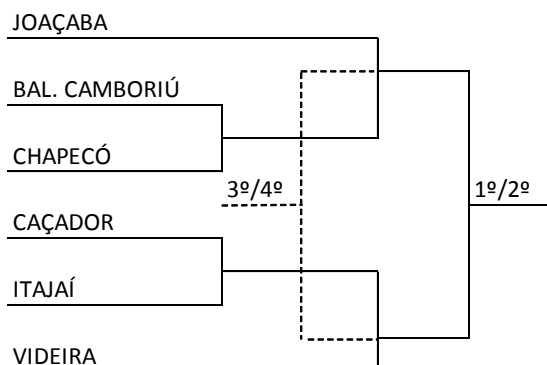 JOAÇABA
BAL. CAMBORIÚ
CHAPECÓ
3º/4º
1º/2º
CAÇADOR
ITAJAÍ
VIDEIRA